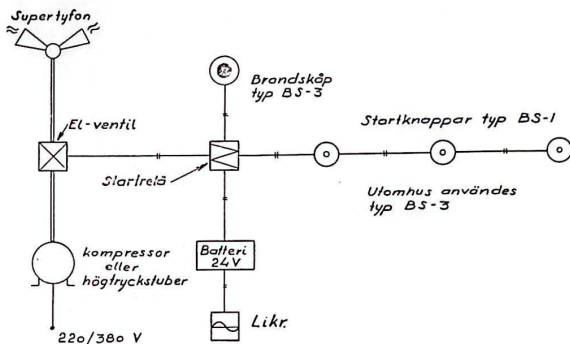 Supertyfon
El-ventil
Brandskåp
typ BS-3
Startknappar typ BS-1
Startrelä
Utomhus användes
typ BS-3
kompressor
eller
högtryckstuber
Batteri
24V
Likr.
220/380 V